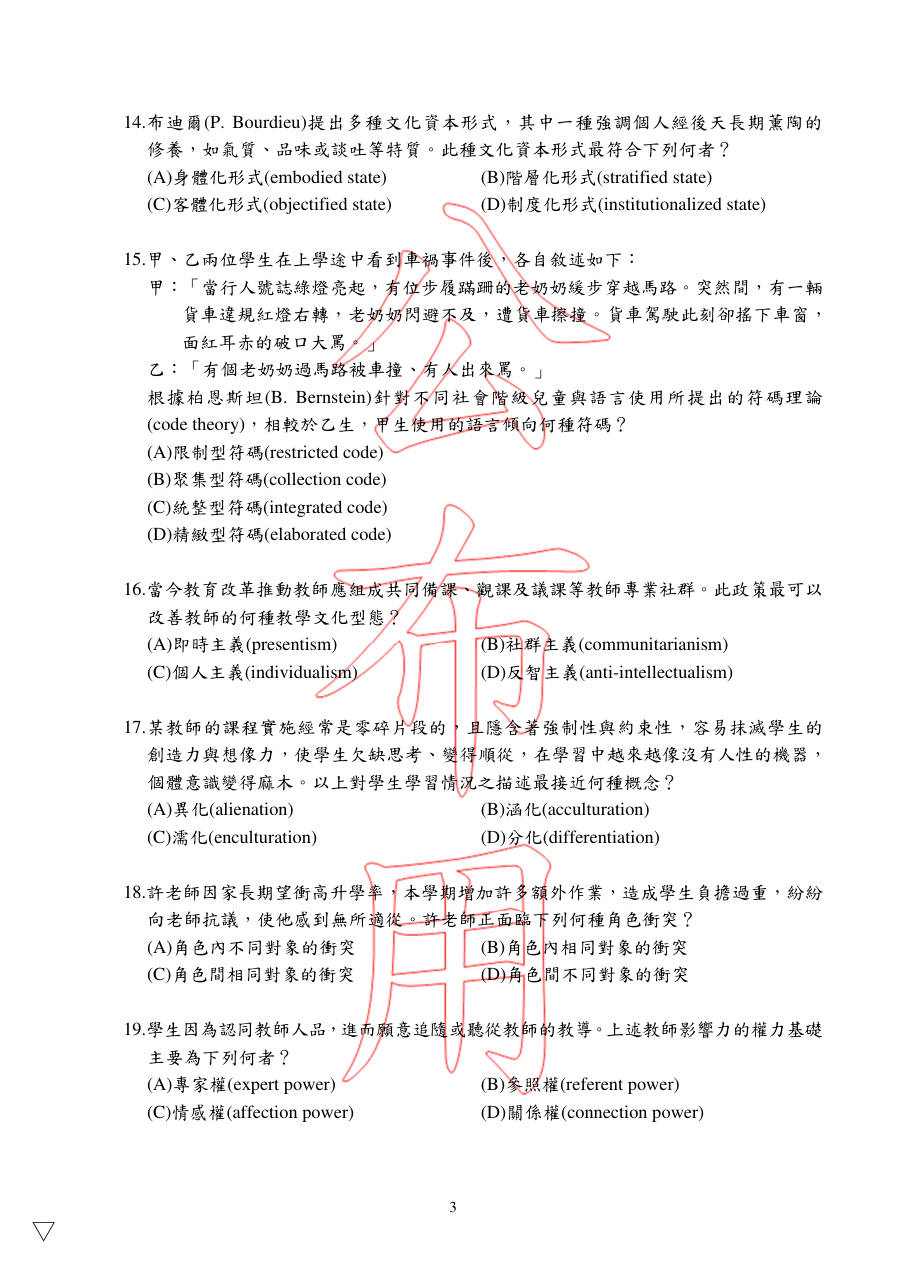 14.布迪爾(P. Bourdieu)提出多種文化資本形式，其中一種強調個人經後天長期薰陶的
修養，如氣質、品味或談吐等特質。此種文化資本形式最符合下列何者？
(A)身體化形式(embodied state) (B)階層化形式(stratified state)
(C)客體化形式(objectified state) (D)制度化形式(institutionalized state)
15.甲、乙兩位學生在上學途中看到車禍事件後，各自敘述如下：
甲：「當行人號誌綠燈亮起，有位步履蹣跚的老奶奶緩步穿越馬路。突然間，有一輛
貨車違規紅燈右轉，老奶奶閃避不及，遭貨車擦撞。貨車駕駛此刻卻搖下車窗，
面紅耳赤的破口大罵。」
乙：「有個老奶奶過馬路被車撞、有人出來罵。」
根據柏恩斯坦(B. Bernstein)針對不同社會階級兒童與語言使用所提出的符碼理論
(code theory)，相較於乙生，甲生使用的語言傾向何種符碼？
(A)限制型符碼(restricted code)
(B)聚集型符碼(collection code)
(C)統整型符碼(integrated code)
(D)精緻型符碼(elaborated code)
16.當今教育改革推動教師應組成共同備課、觀課及議課等教師專業社群。此政策最可以
改善教師的何種教學文化型態？
(A)即時主義(presentism) (B)社群主義(communitarianism)
(C)個人主義(individualism) (D)反智主義(anti-intellectualism)
17.某教師的課程實施經常是零碎片段的，且隱含著強制性與約束性，容易抹滅學生的
創造力與想像力，使學生欠缺思考、變得順從，在學習中越來越像沒有人性的機器，
個體意識變得麻木。以上對學生學習情況之描述最接近何種概念？
(A)異化(alienation) (B)涵化(acculturation)
(C)濡化(enculturation) (D)分化(differentiation)
18.許老師因家長期望衝高升學率，本學期增加許多額外作業，造成學生負擔過重，紛紛
向老師抗議，使他感到無所適從。許老師正面臨下列何種角色衝突？
(A)角色內不同對象的衝突 (B)角色內相同對象的衝突
(C)角色間相同對象的衝突 (D)角色間不同對象的衝突
19.學生因為認同教師人品，進而願意追隨或聽從教師的教導。上述教師影響力的權力基礎
主要為下列何者？
(A)專家權(expert power) (B)參照權(referent power)
(C)情感權(affection power) (D)關係權(connection power)
公布用
3